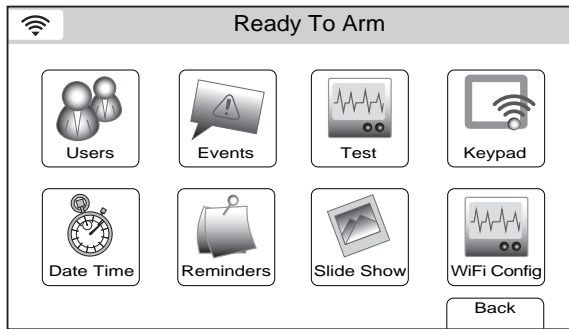 Ready To Arm
Users
Events
Test
Keypad
Date Time
Reminders
Slide Show
WiFi Config
Back